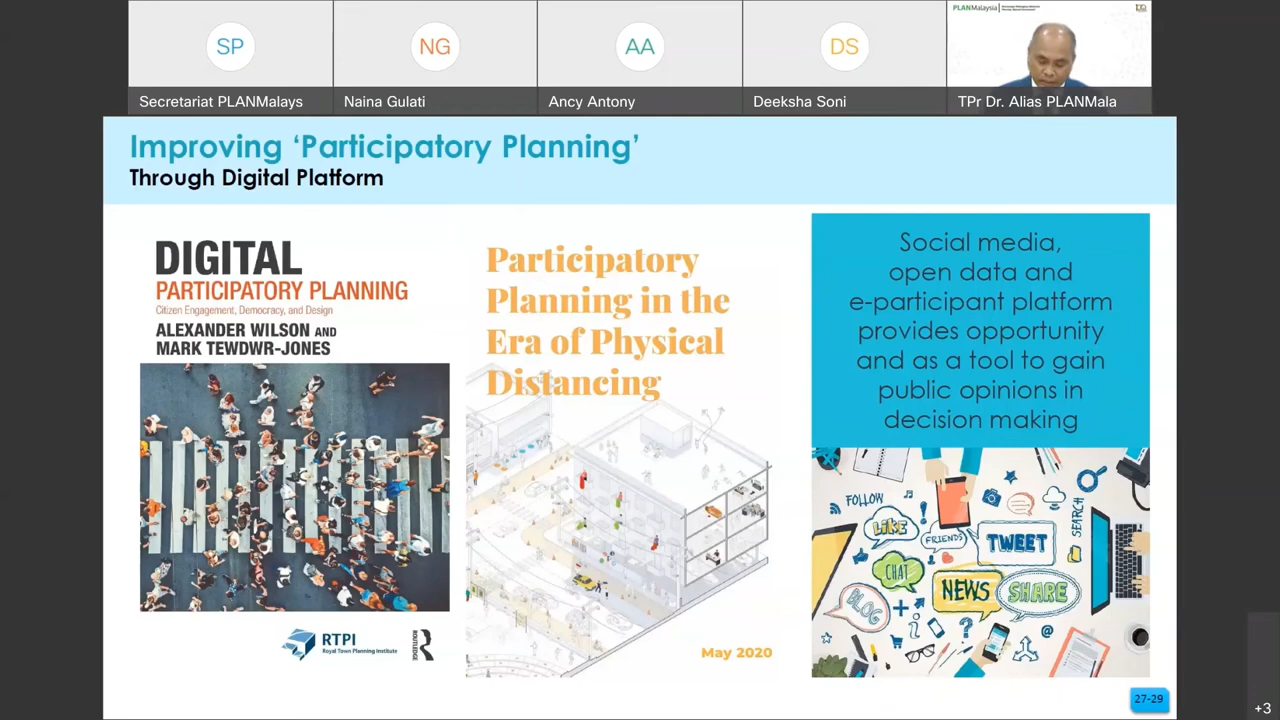 SP
NG
AA
DS
PLANMalaysia
Secretariat PLANMalays
Naina Gulati
Ancy Antony
Deeksha Soni
TPr Dr. Alias PLANMala
Improving ‘Participatory Planning’
Through Digital Platform
DIGITAL
PARTICIPATORY PLANNING
Citizen Engagement, Democracy, and Design
ALEXANDER WILSON AND
MARK TEWDWR-JONES
RTPI
Royal Town Planning Institute
ROUTLEDGE
Participatory
Planning in the
Era of Physical
Distancing
May 2020
Social media,
open data and
e-participant platform
provides opportunity
and as a tool to gain
public opinions in
decision making
FOLLOW
LIKE
FRIENDS
TWEET
SEARCH
CHAT
NEWS
SHARE
BLOG
27-29
+3